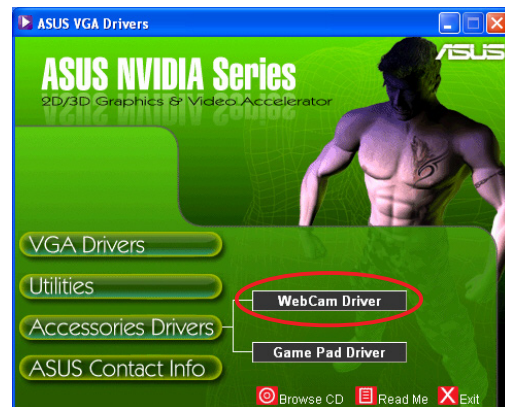 ASUS VGA Drivers
ASUS
ASUS NVIDIA Series
2D/3D Graphics & Video Accelerator
VGA Drivers
Utilities
WebCam Driver
Accessories Drivers
Game Pad Driver
ASUS Contact Info
Browse CD Read Me X Exit